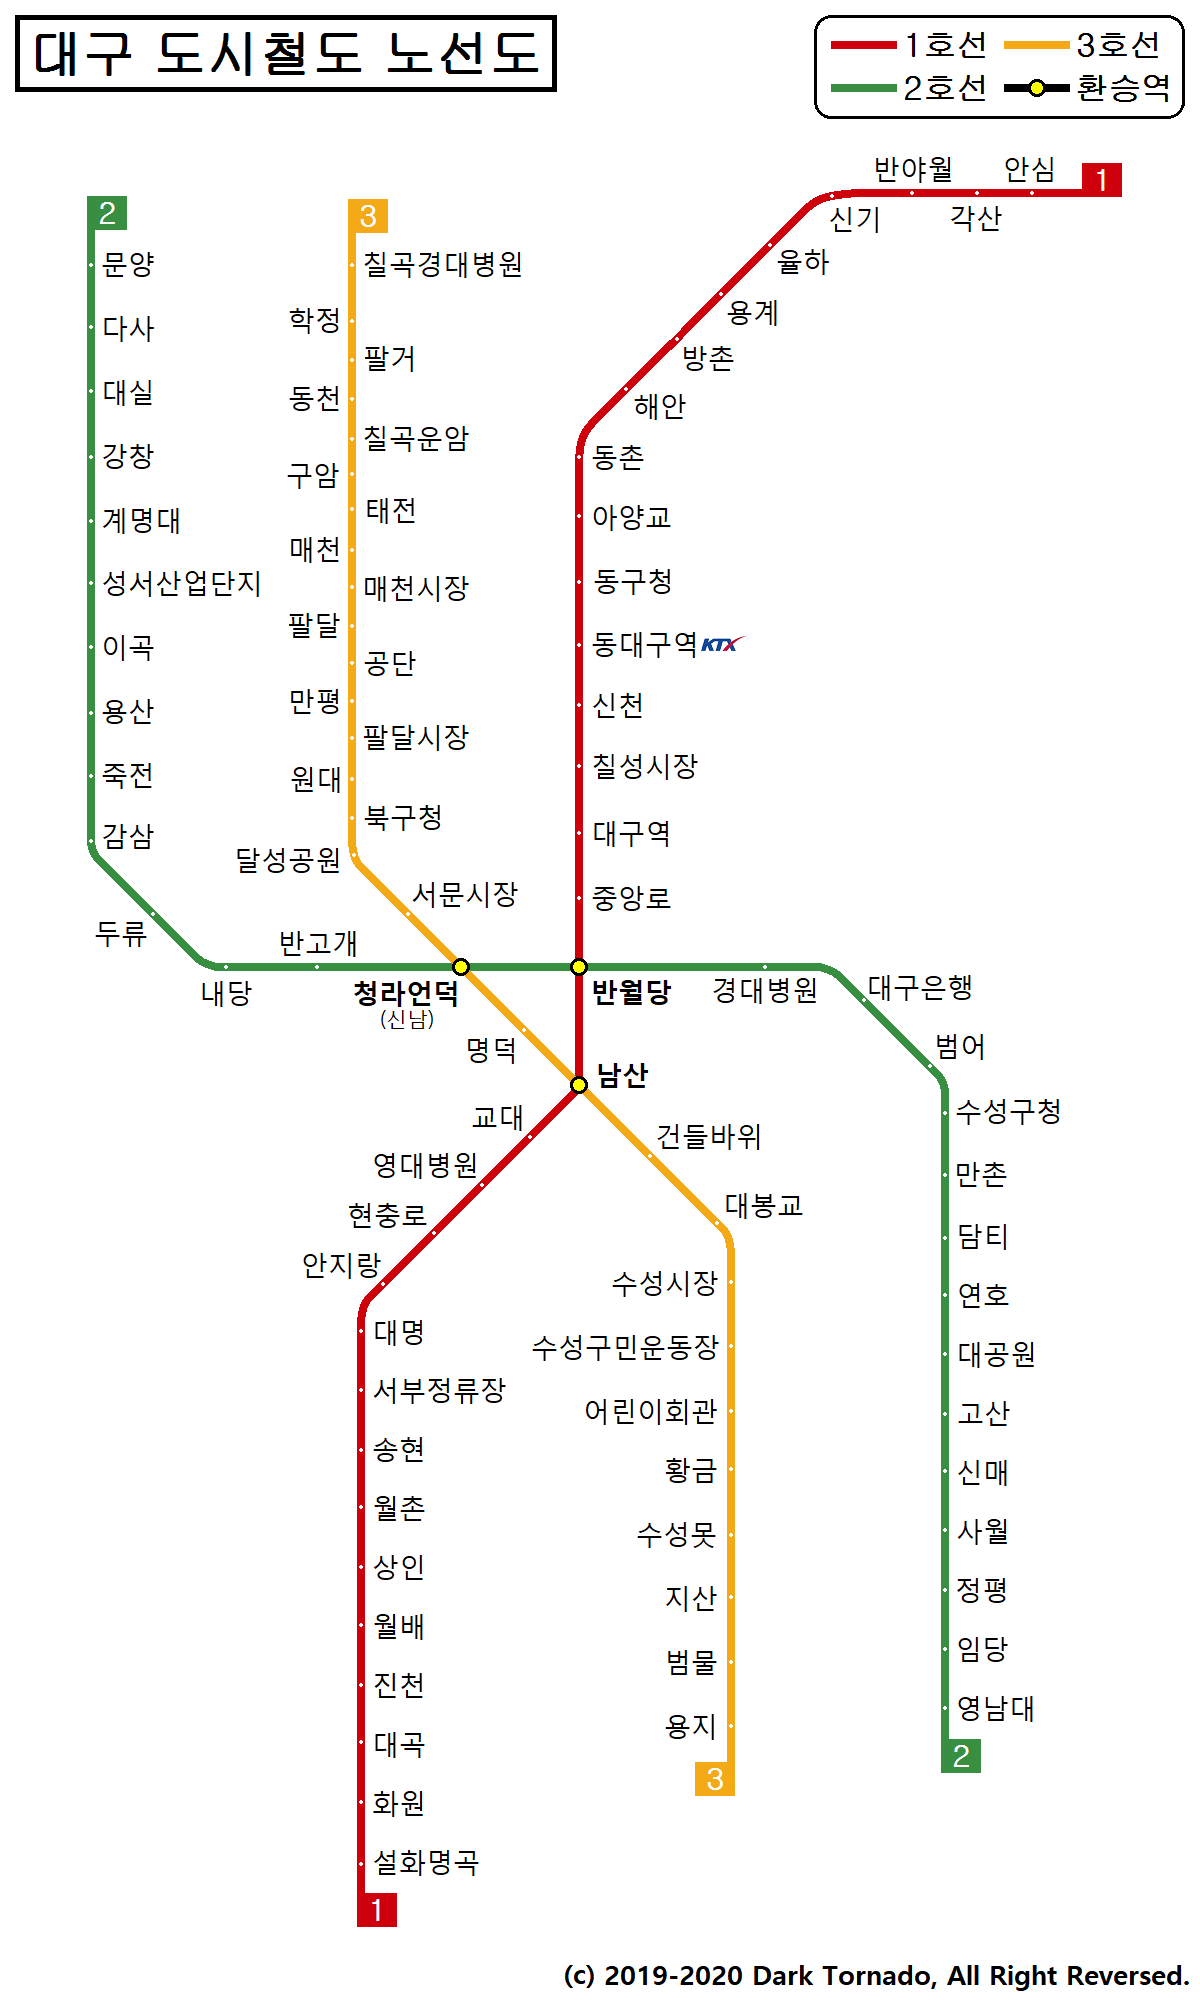 대구 도시철도 노선도
1호선
3호선
2호선
환승역
1
안심
각산
반야월
신기
율하
용계
방촌
해안
동촌
아양교
동구청
동대구역 KTX
신천
칠성시장
대구역
중앙로
반월당
남산
교대
영대병원
현충로
안지랑
대명
서부정류장
송현
월촌
상인
월배
진천
대곡
화원
설화명곡
1
2
문양
다사
대실
강창
계명대
성서산업단지
이곡
용산
죽전
감삼
두류
내당
반고개
청라언덕
(신남)
경대병원
대구은행
범어
수성구청
만촌
담티
연호
대공원
고산
신매
사월
정평
임당
영남대
2
3
칠곡경대병원
학정
팔거
동천
칠곡운암
구암
태전
매천
매천시장
팔달
공단
만평
팔달시장
원대
북구청
달성공원
서문시장
명덕
건들바위
대봉교
수성시장
수성구민운동장
어린이회관
황금
수성못
지산
범물
용지
3
(c) 2019-2020 Dark Tornado, All Right Reversed.